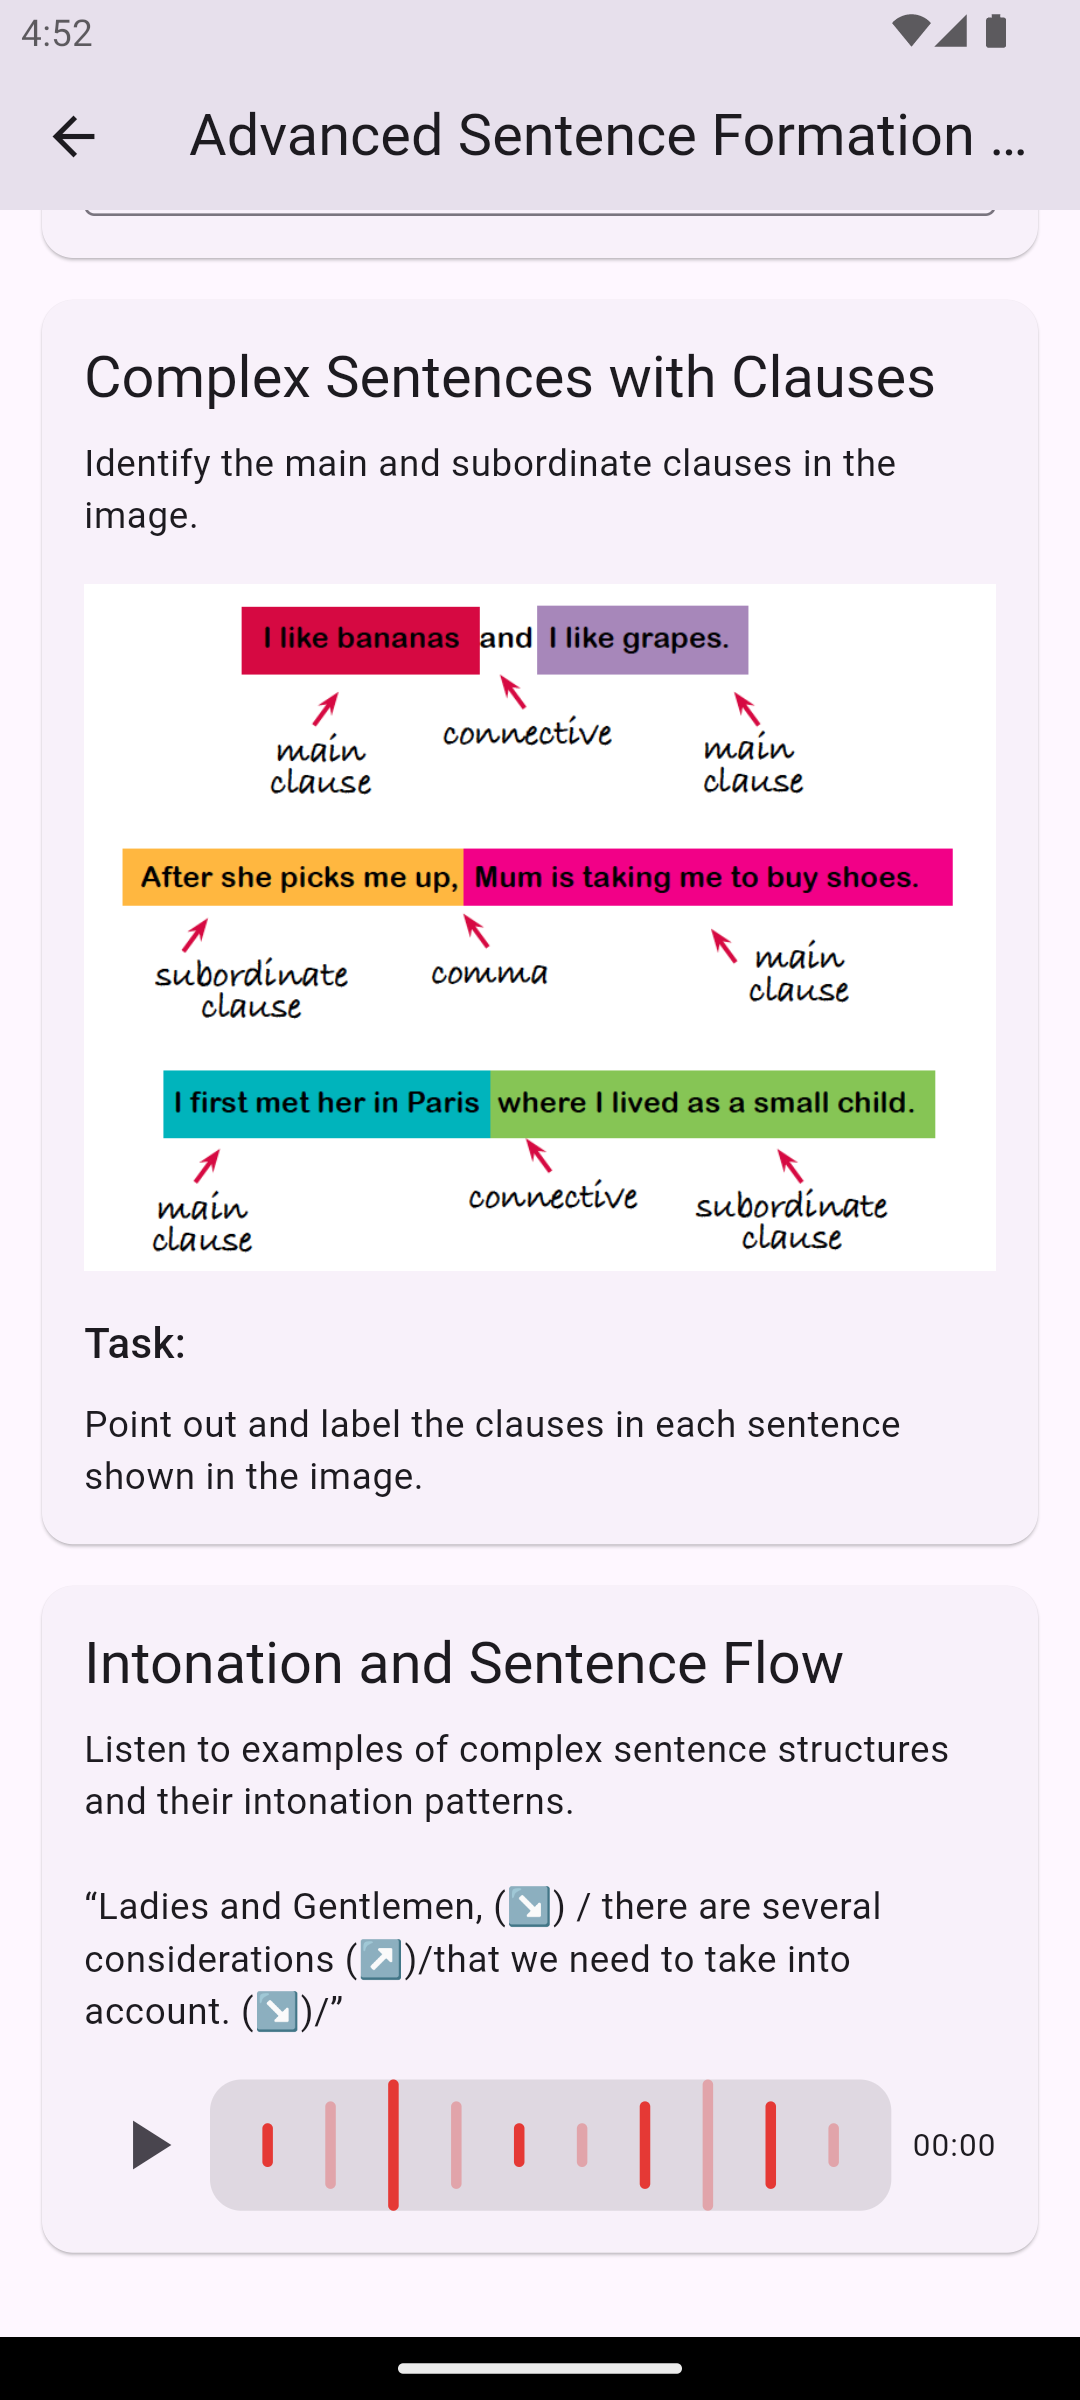 4:52
Advanced Sentence Formation ...
Complex Sentences with Clauses
Identify the main and subordinate clauses in the
image.
I like bananas and I like grapes.
main clause
connective
main clause
After she picks me up, Mum is taking me to buy shoes.
subordinate clause
comma
main clause
I first met her in Paris where I lived as a small child.
main clause
connective
subordinate clause
Task:
Point out and label the clauses in each sentence
shown in the image.
Intonation and Sentence Flow
Listen to examples of complex sentence structures
and their intonation patterns.
“Ladies and Gentlemen, (↘️) / there are several
considerations (↗️)/that we need to take into
account. (↘️)/”
00:00